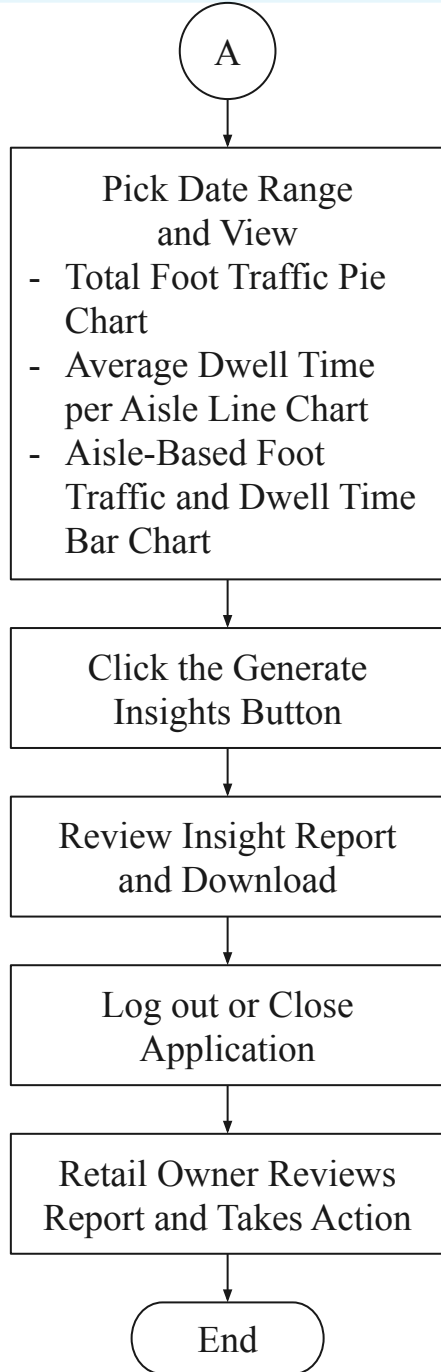 A
Pick Date Range
and View
- Total Foot Traffic Pie
Chart
- Average Dwell Time
per Aisle Line Chart
- Aisle-Based Foot
Traffic and Dwell Time
Bar Chart
Click the Generate
Insights Button
Review Insight Report
and Download
Log out or Close
Application
Retail Owner Reviews
Report and Takes Action
End